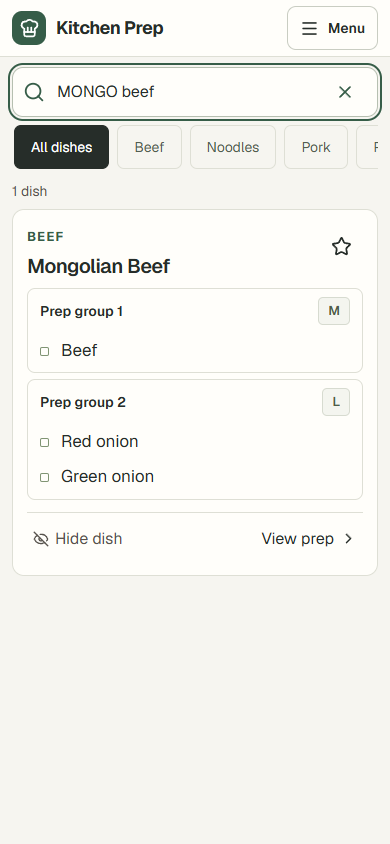 Kitchen Prep
Menu
MONGO beef
All dishes
Beef
Noodles
Pork
1 dish
BEEF
Mongolian Beef
Prep group 1
M
Beef
Prep group 2
L
Red onion
Green onion
Hide dish
View prep